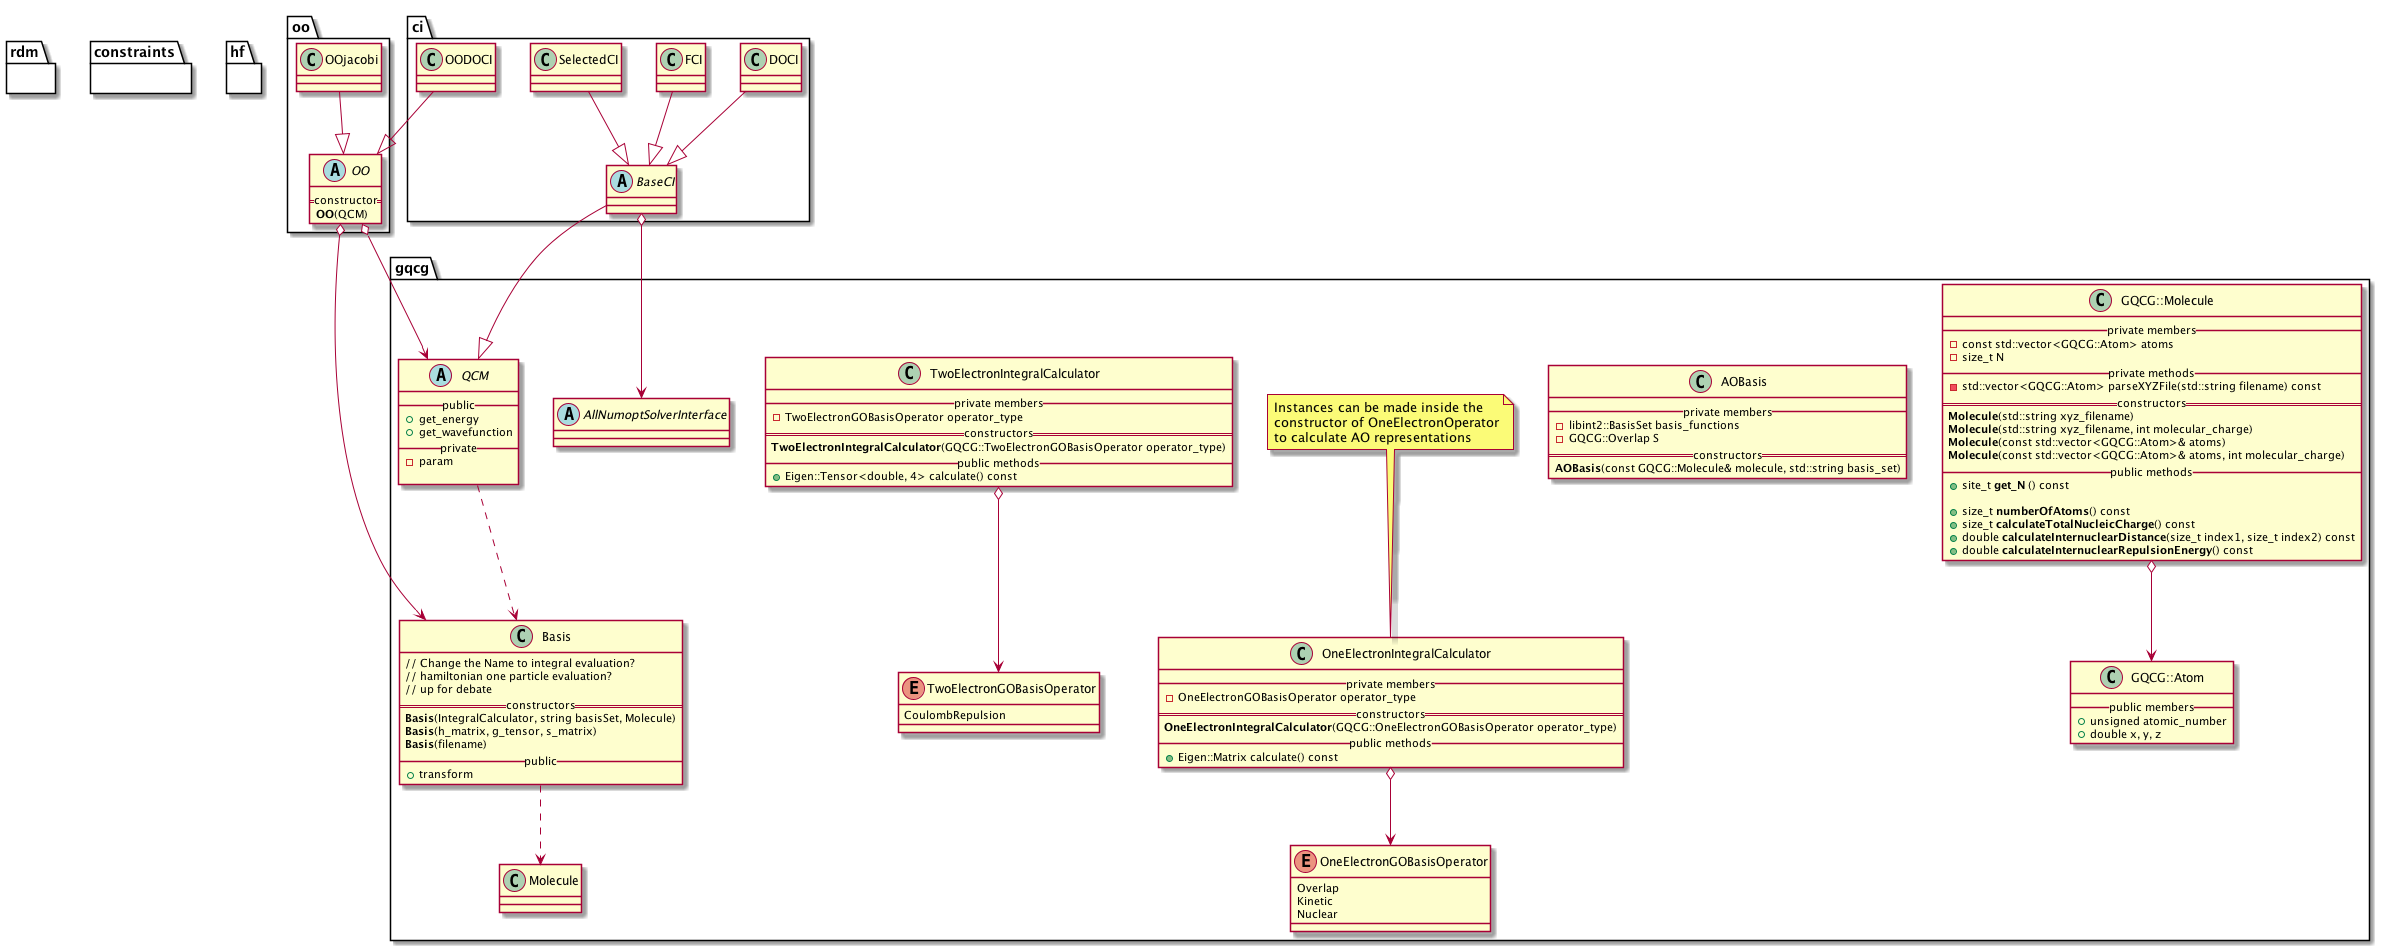 rdm
constraints
hf
oo
C OOjacobi
A OO
constructor
OO(QCM)
ci
C OODOCI
C SelectedCI
C FCI
C DOCI
A BaseCI
gqcg
A QCM
public
get_energy
get_wavefunction
private
param
A AllNumoptSolverInterface
C TwoElectronIntegralCalculator
private members
TwoElectronGOBasisOperator operator_type
constructors
TwoElectronIntegralCalculator(GQCG::TwoElectronGOBasisOperator operator_type)
public methods
Eigen::Tensor<double, 4> calculate() const
Instances can be made inside the
constructor of OneElectronOperator
to calculate AO representations
C AOBasis
private members
libint2::BasisSet basis_functions
GQCG::Overlap S
constructors
AOBasis(const GQCG::Molecule& molecule, std::string basis_set)
C GQCG::Molecule
private members
const std::vector<GQCG::Atom> atoms
size_t N
private methods
std::vector<GQCG::Atom> parseXYZFile(std::string filename) const
constructors
Molecule(std::string xyz_filename)
Molecule(std::string xyz_filename, int molecular_charge)
Molecule(const std::vector<GQCG::Atom>& atoms)
Molecule(const std::vector<GQCG::Atom>& atoms, int molecular_charge)
public methods
site_t get_N () const
size_t numberOfAtoms() const
size_t calculateTotalNucleicCharge() const
double calculateInternuclearDistance(size_t index1, size_t index2) const
double calculateInternuclearRepulsionEnergy() const
C Basis
// Change the Name to integral evaluation?
// hamiltonian one particle evaluation?
// up for debate
constructors
Basis(IntegralCalculator, string basisSet, Molecule)
Basis(h_matrix, g_tensor, s_matrix)
Basis(filename)
public
transform
E TwoElectronGOBasisOperator
CoulombRepulsion
C OneElectronIntegralCalculator
private members
OneElectronGOBasisOperator operator_type
constructors
OneElectronIntegralCalculator(GQCG::OneElectronGOBasisOperator operator_type)
public methods
Eigen::Matrix calculate() const
C GQCG::Atom
public members
unsigned atomic_number
double x, y, z
C Molecule
E OneElectronGOBasisOperator
Overlap
Kinetic
Nuclear